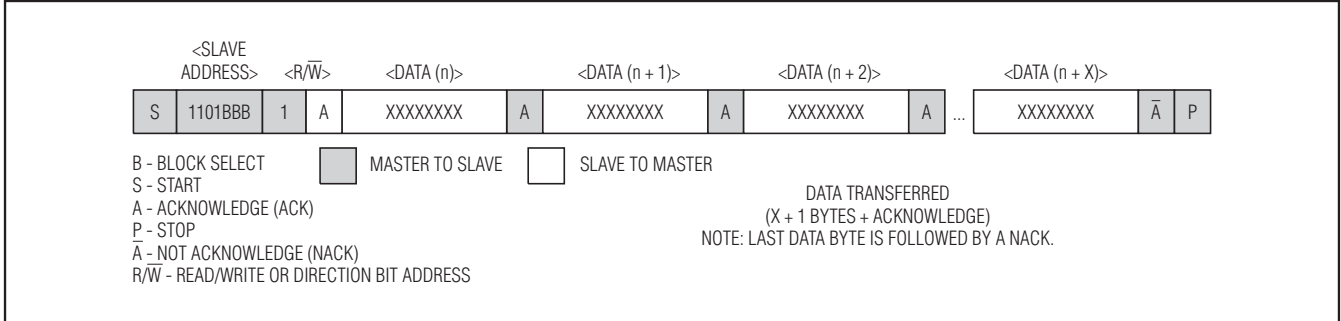 <SLAVE
ADDRESS> <R/W̅> <DATA (n)> <DATA (n + 1)> <DATA (n + 2)> <DATA (n + X)>
S 1101BBB 1 A XXXXXXXX A XXXXXXXX A XXXXXXXX A ... XXXXXXXX A̅ P
B - BLOCK SELECT
S - START
A - ACKNOWLEDGE (ACK)
P - STOP
A̅ - NOT ACKNOWLEDGE (NACK)
R/W̅ - READ/WRITE OR DIRECTION BIT ADDRESS
MASTER TO SLAVE
SLAVE TO MASTER
DATA TRANSFERRED
(X + 1 BYTES + ACKNOWLEDGE)
NOTE: LAST DATA BYTE IS FOLLOWED BY A NACK.